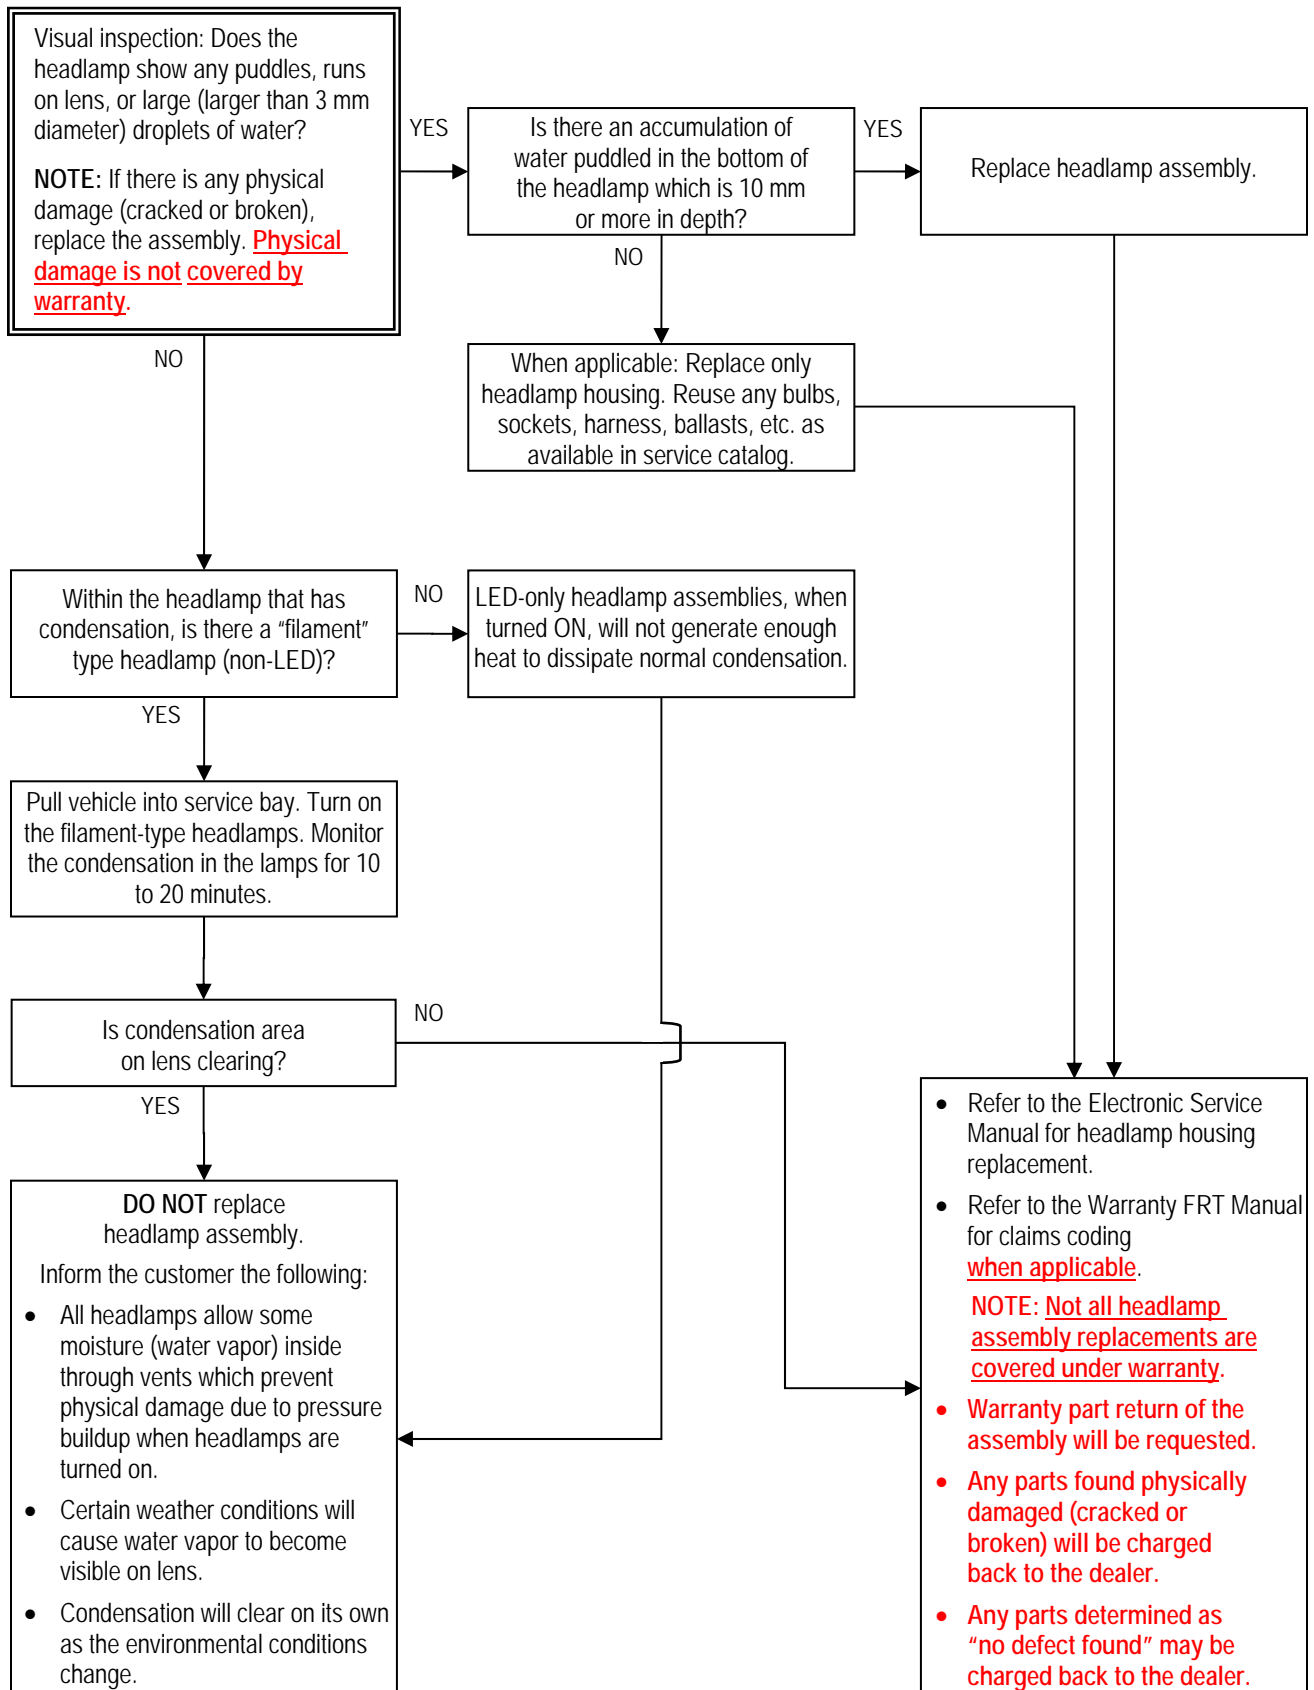 Visual inspection: Does the
headlamp show any puddles, runs
on lens, or large (larger than 3 mm
diameter) droplets of water?
NOTE: If there is any physical
damage (cracked or broken),
replace the assembly. Physical
damage is not covered by
warranty.
YES
Is there an accumulation of
water puddled in the bottom of
the headlamp which is 10 mm
or more in depth?
YES
Replace headlamp assembly.
NO
When applicable: Replace only
headlamp housing. Reuse any bulbs,
sockets, harness, ballasts, etc. as
available in service catalog.
NO
Within the headlamp that has
condensation, is there a “filament”
type headlamp (non-LED)?
NO
LED-only headlamp assemblies, when
turned ON, will not generate enough
heat to dissipate normal condensation.
YES
Pull vehicle into service bay. Turn on
the filament-type headlamps. Monitor
the condensation in the lamps for 10
to 20 minutes.
Is condensation area
on lens clearing?
NO
YES
DO NOT replace
headlamp assembly.
Inform the customer the following:
• All headlamps allow some
moisture (water vapor) inside
through vents which prevent
physical damage due to pressure
buildup when headlamps are
turned on.
• Certain weather conditions will
cause water vapor to become
visible on lens.
• Condensation will clear on its own
as the environmental conditions
change.
• Refer to the Electronic Service
Manual for headlamp housing
replacement.
• Refer to the Warranty FRT Manual
for claims coding
when applicable.
NOTE: Not all headlamp
assembly replacements are
covered under warranty.
• Warranty part return of the
assembly will be requested.
• Any parts found physically
damaged (cracked or
broken) will be charged
back to the dealer.
• Any parts determined as
“no defect found” may be
charged back to the dealer.